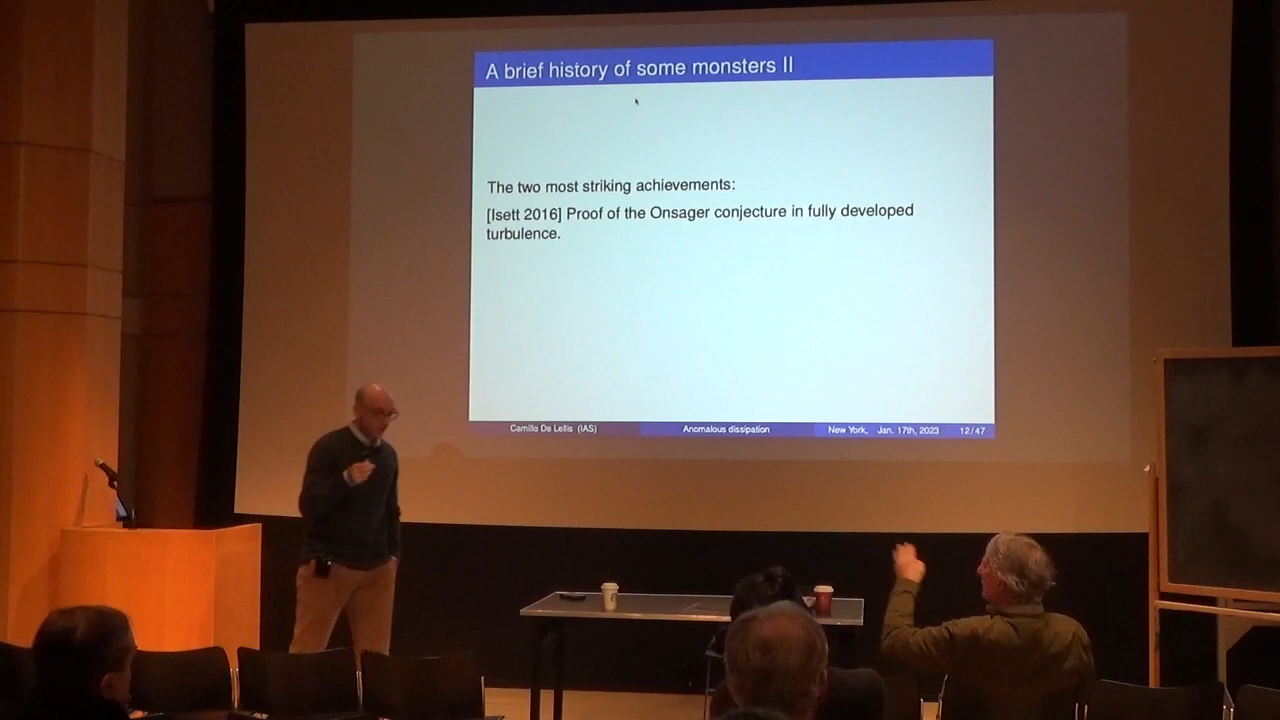 A brief history of some monsters II
The two most striking achievements:
[Isett 2016] Proof of the Onsager conjecture in fully developed
turbulence.
Camillo De Lellis (IAS) Anomalous dissipation New York, Jan. 17th, 2023 12/47